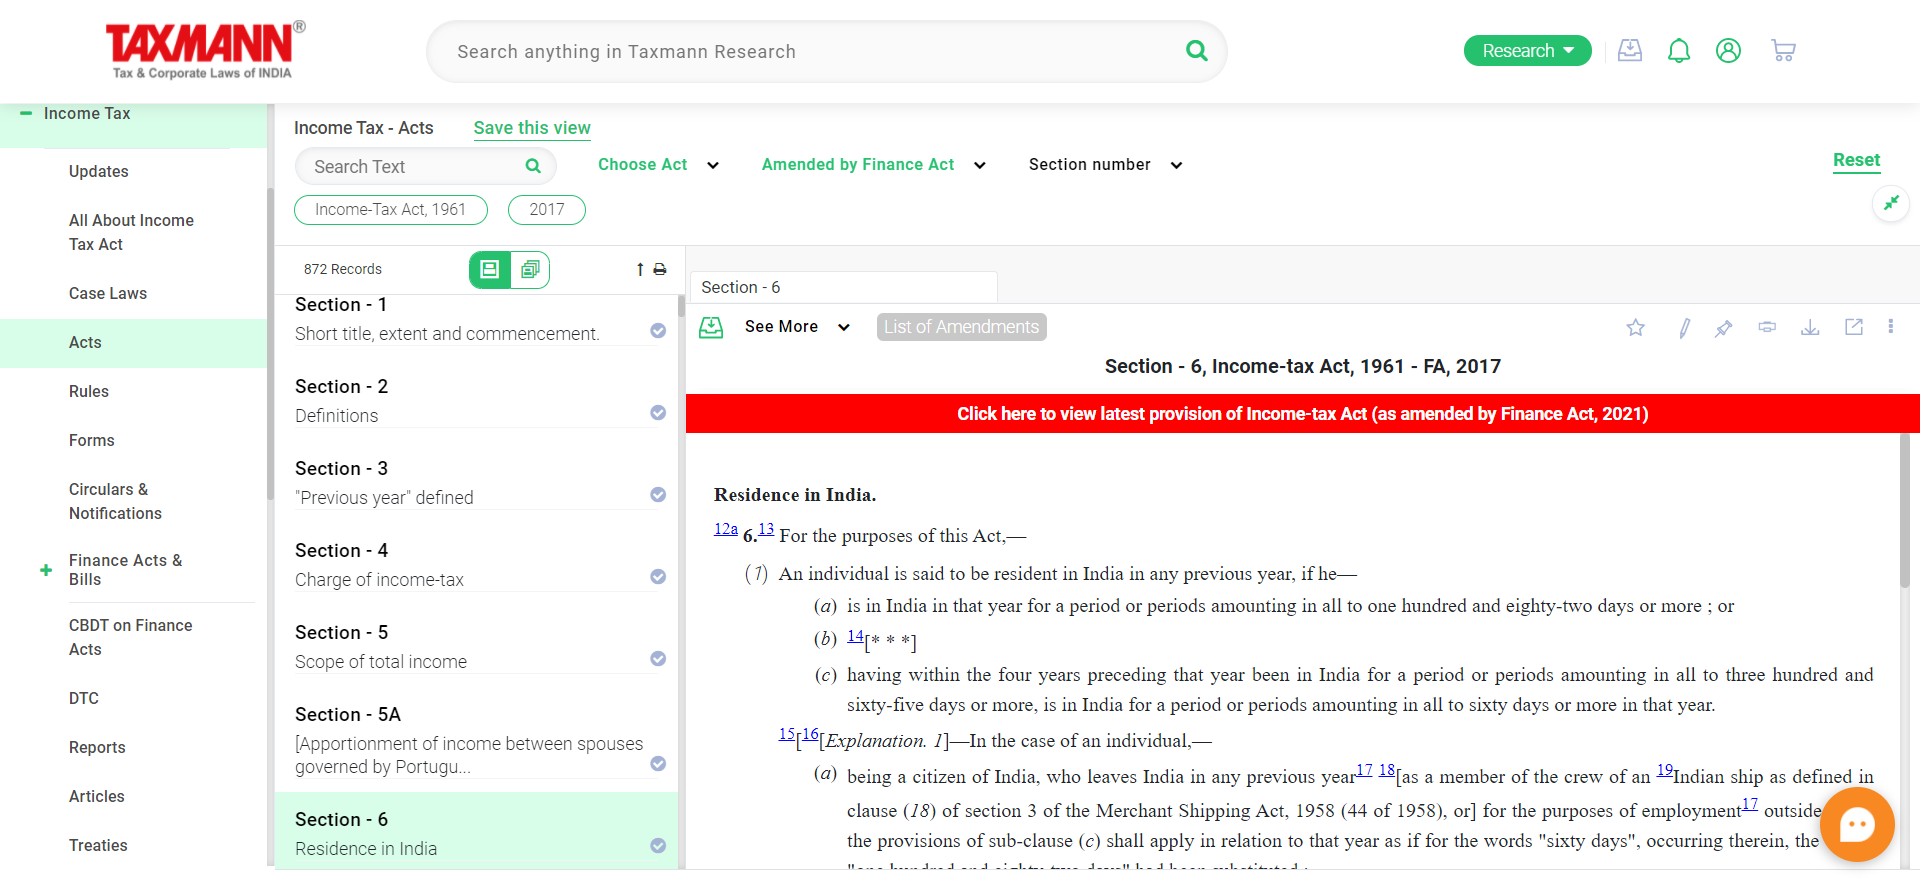 TAXMANN®
Tax & Corporate Laws of INDIA
Search anything in Taxmann Research
Research
Income Tax
Updates
All About Income
Tax Act
Case Laws
Acts
Rules
Forms
Circulars &
Notifications
Finance Acts &
Bills
CBDT on Finance
Acts
DTC
Reports
Articles
Treaties
Income Tax - Acts
Save this view
Search Text
Choose Act
Amended by Finance Act
Section number
Reset
Income-Tax Act, 1961
2017
872 Records
Section - 1
Short title, extent and commencement.
Section - 2
Definitions
Section - 3
"Previous year" defined
Section - 4
Charge of income-tax
Section - 5
Scope of total income
Section - 5A
[Apportionment of income between spouses
governed by Portugu...
Section - 6
Residence in India
Section - 6
See More
List of Amendments
Section - 6, Income-tax Act, 1961 - FA, 2017
Click here to view latest provision of Income-tax Act (as amended by Finance Act, 2021)
Residence in India.
12a 6.13 For the purposes of this Act,—
(1) An individual is said to be resident in India in any previous year, if he—
(a) is in India in that year for a period or periods amounting in all to one hundred and eighty-two days or more ; or
(b) 14[* * *]
(c) having within the four years preceding that year been in India for a period or periods amounting in all to three hundred and
sixty-five days or more, is in India for a period or periods amounting in all to sixty days or more in that year.
15[16[Explanation. 1]—In the case of an individual,—
(a) being a citizen of India, who leaves India in any previous year17 18[as a member of the crew of an 19Indian ship as defined in
clause (18) of section 3 of the Merchant Shipping Act, 1958 (44 of 1958), or] for the purposes of employment17 outside
the provisions of sub-clause (c) shall apply in relation to that year as if for the words "sixty days", occurring therein, the
"one hundred and eighty-two days" had been substituted ;